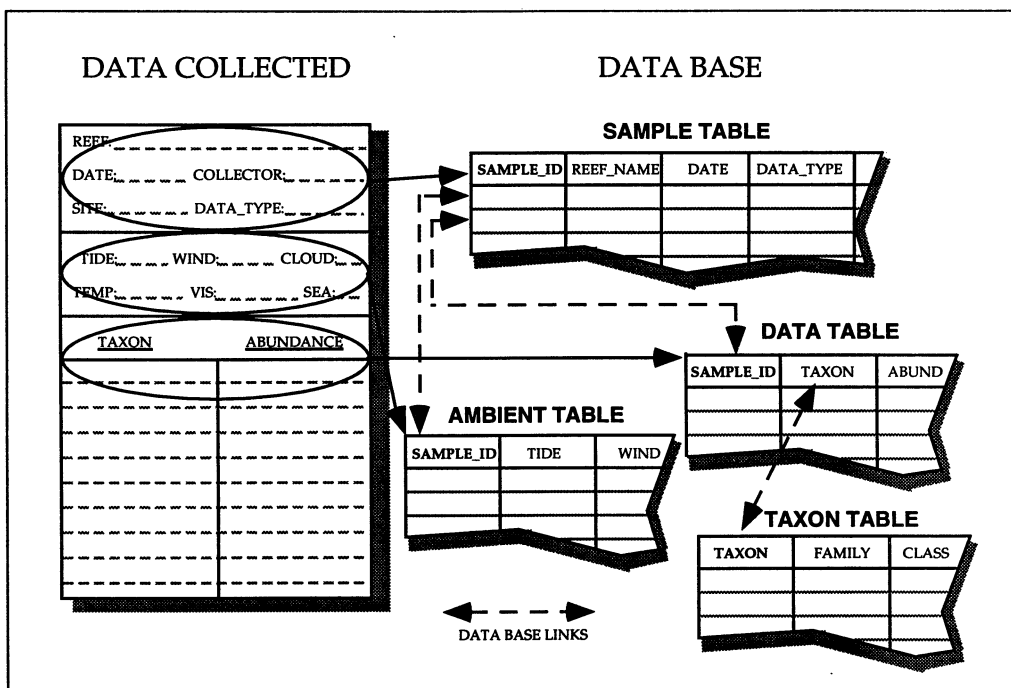 DATA COLLECTED
DATA BASE
REEF:
DATE: COLLECTOR:
SITE: DATA_TYPE:
TIDE: WIND: CLOUD:
TEMP: VIS: SEA:
TAXON ABUNDANCE
SAMPLE TABLE
SAMPLE_ID REEF_NAME DATE DATA_TYPE
DATA TABLE
SAMPLE_ID TAXON ABUND
AMBIENT TABLE
SAMPLE_ID TIDE WIND
TAXON TABLE
TAXON FAMILY CLASS
DATA BASE LINKS